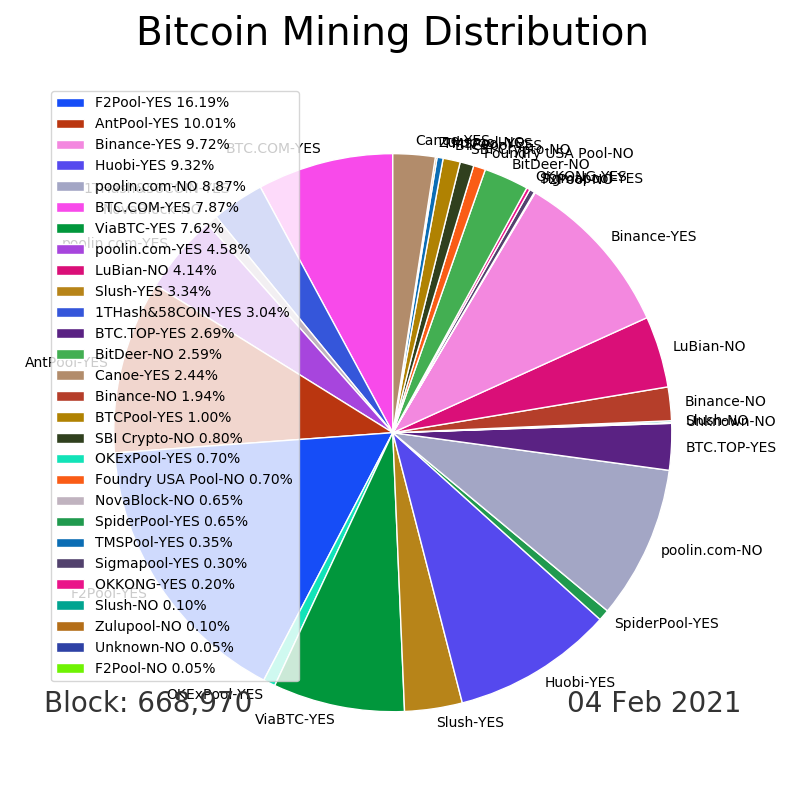 Bitcoin Mining Distribution
F2Pool-YES 16.19%
AntPool-YES 10.01%
Binance-YES 9.72%
Huobi-YES 9.32%
poolin.com-NO 8.87%
BTC.COM-YES 7.87%
ViaBTC-YES 7.62%
poolin.com-YES 4.58%
LuBian-NO 4.14%
Slush-YES 3.34%
1THash&58COIN-YES 3.04%
BTC.TOP-YES 2.69%
BitDeer-NO 2.59%
Canoe-YES 2.44%
Binance-NO 1.94%
BTCPool-YES 1.00%
SBI Crypto-NO 0.80%
OKExPool-YES 0.70%
Foundry USA Pool-NO 0.70%
NovaBlock-NO 0.65%
SpiderPool-YES 0.65%
TMSPool-YES 0.35%
Sigmapool-YES 0.30%
OKKONG-YES 0.20%
Slush-NO 0.10%
Zulupool-NO 0.10%
Unknown-NO 0.05%
F2Pool-NO 0.05%
BTC.COM-YES
poolin.com-YES
AntPool-YES
F2Pool-YES
OKExPool-YES
ViaBTC-YES
Slush-YES
Huobi-YES
SpiderPool-YES
poolin.com-NO
BTC.TOP-YES
Unknown-NO
Slush-NO
Binance-NO
LuBian-NO
Binance-YES
OKKONG-YES
BitDeer-NO
Foundry USA Pool-NO
SBI Crypto-NO
Canoe-YES
Block: 668,970
04 Feb 2021